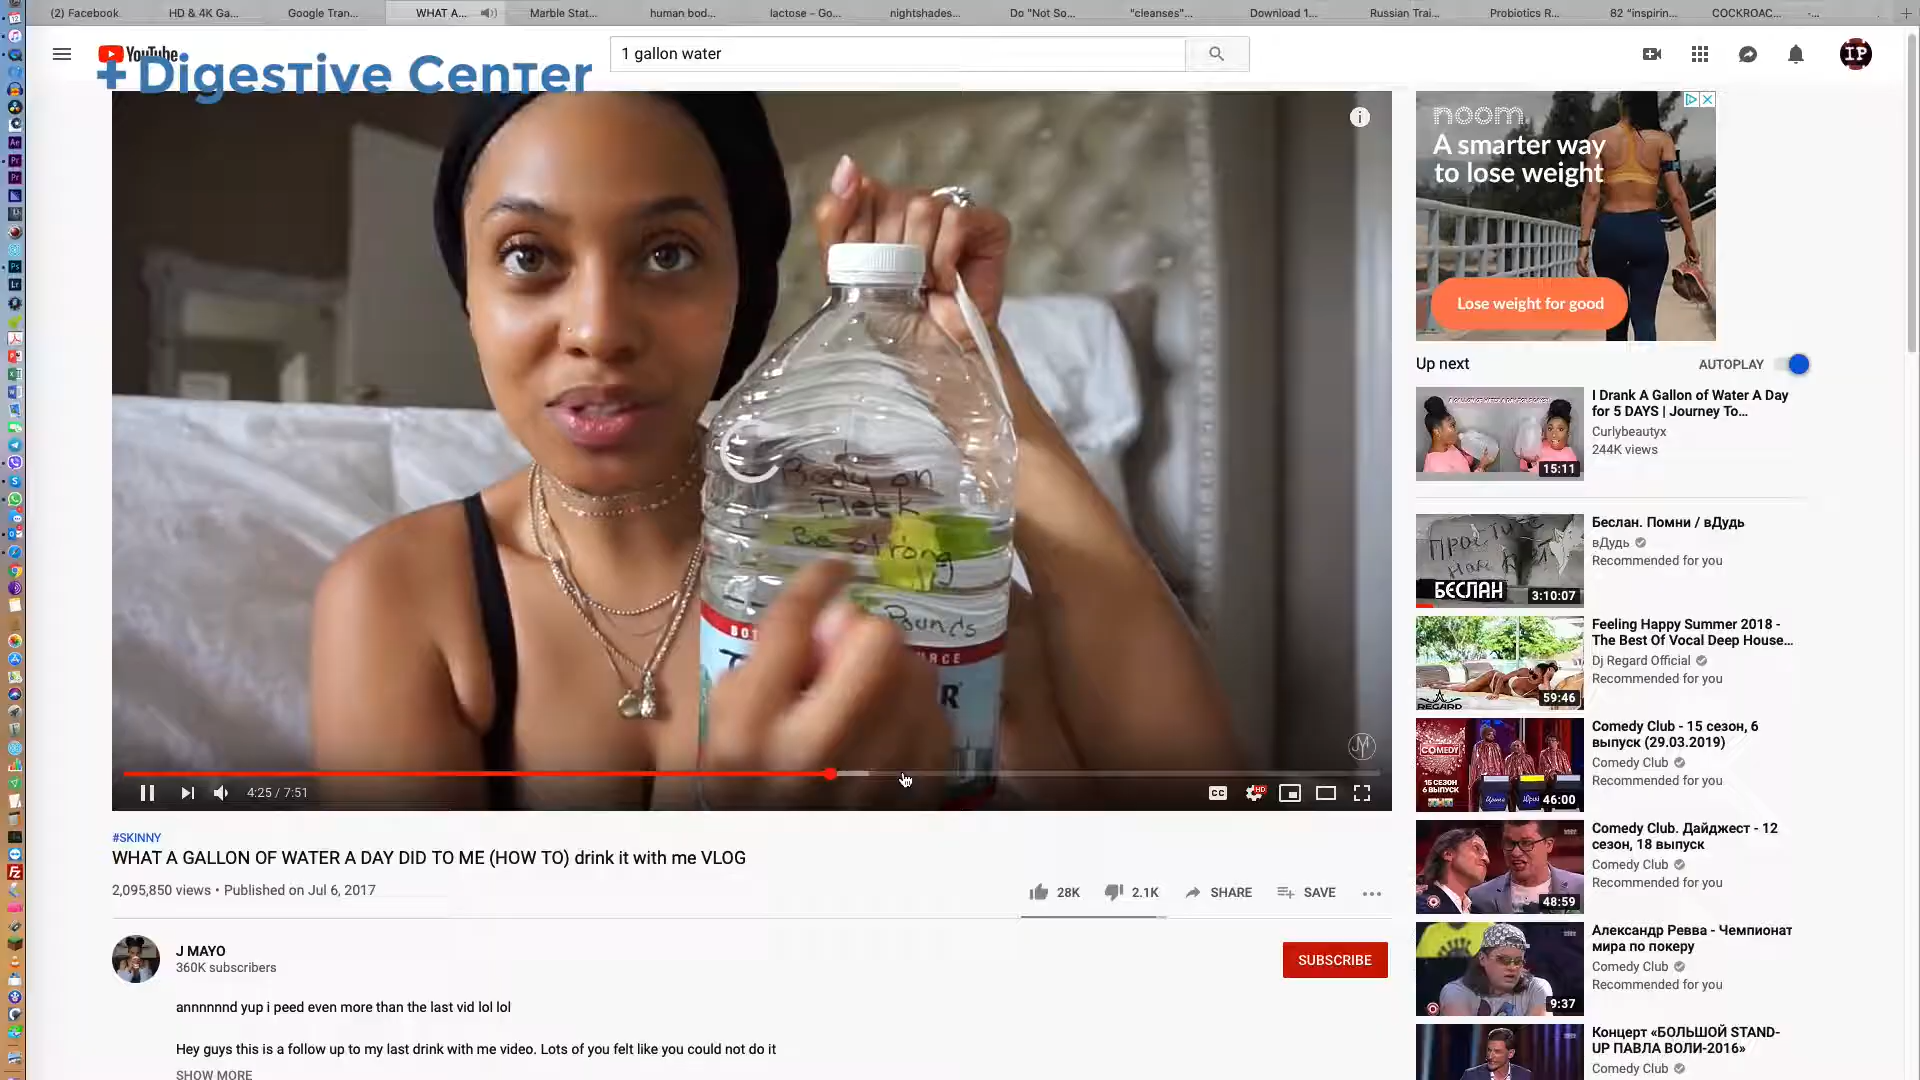 (2) Facebook
HD & 4K Ga...
Google Tran...
WHAT A...
Marble Stat...
human bod...
lactose – Go...
nightshades...
Do "Not So...
"cleanses"...
Download 1...
Russian Trai...
Probiotics R...
82 "inspirin...
COCKROAC...
YouTube
+Digestive Center
1 gallon water
IP
noom
A smarter way
to lose weight
Lose weight for good
Body on
Fleek
Be strong
Pounds
4:25 / 7:51
CC
HD
JM
#SKINNY
WHAT A GALLON OF WATER A DAY DID TO ME (HOW TO) drink it with me VLOG
2,095,850 views • Published on Jul 6, 2017
28K
2.1K
SHARE
SAVE
J MAYO
360K subscribers
SUBSCRIBE
annnnnnd yup i peed even more than the last vid lol lol
Hey guys this is a follow up to my last drink with me video. Lots of you felt like you could not do it
SHOW MORE
Up next
AUTOPLAY
I Drank A Gallon of Water A Day
for 5 DAYS | Journey To...
Curlybeautyx
244K views
15:11
Беслан. Помни / вДудь
вДудь
Recommended for you
БЕСЛАН
3:10:07
Feeling Happy Summer 2018 -
The Best Of Vocal Deep House...
Dj Regard Official
Recommended for you
REGARD
59:46
Comedy Club - 15 сезон, 6
выпуск (29.03.2019)
Comedy Club
Recommended for you
COMEDY
15 СЕЗОН
6 ВЫПУСК
46:00
Comedy Club. Дайджест - 12
сезон, 18 выпуск
Comedy Club
Recommended for you
48:59
Александр Ревва - Чемпионат
мира по покеру
Comedy Club
Recommended for you
9:37
Концерт «БОЛЬШОЙ STAND-
UP ПАВЛА ВОЛИ-2016»
Comedy Club